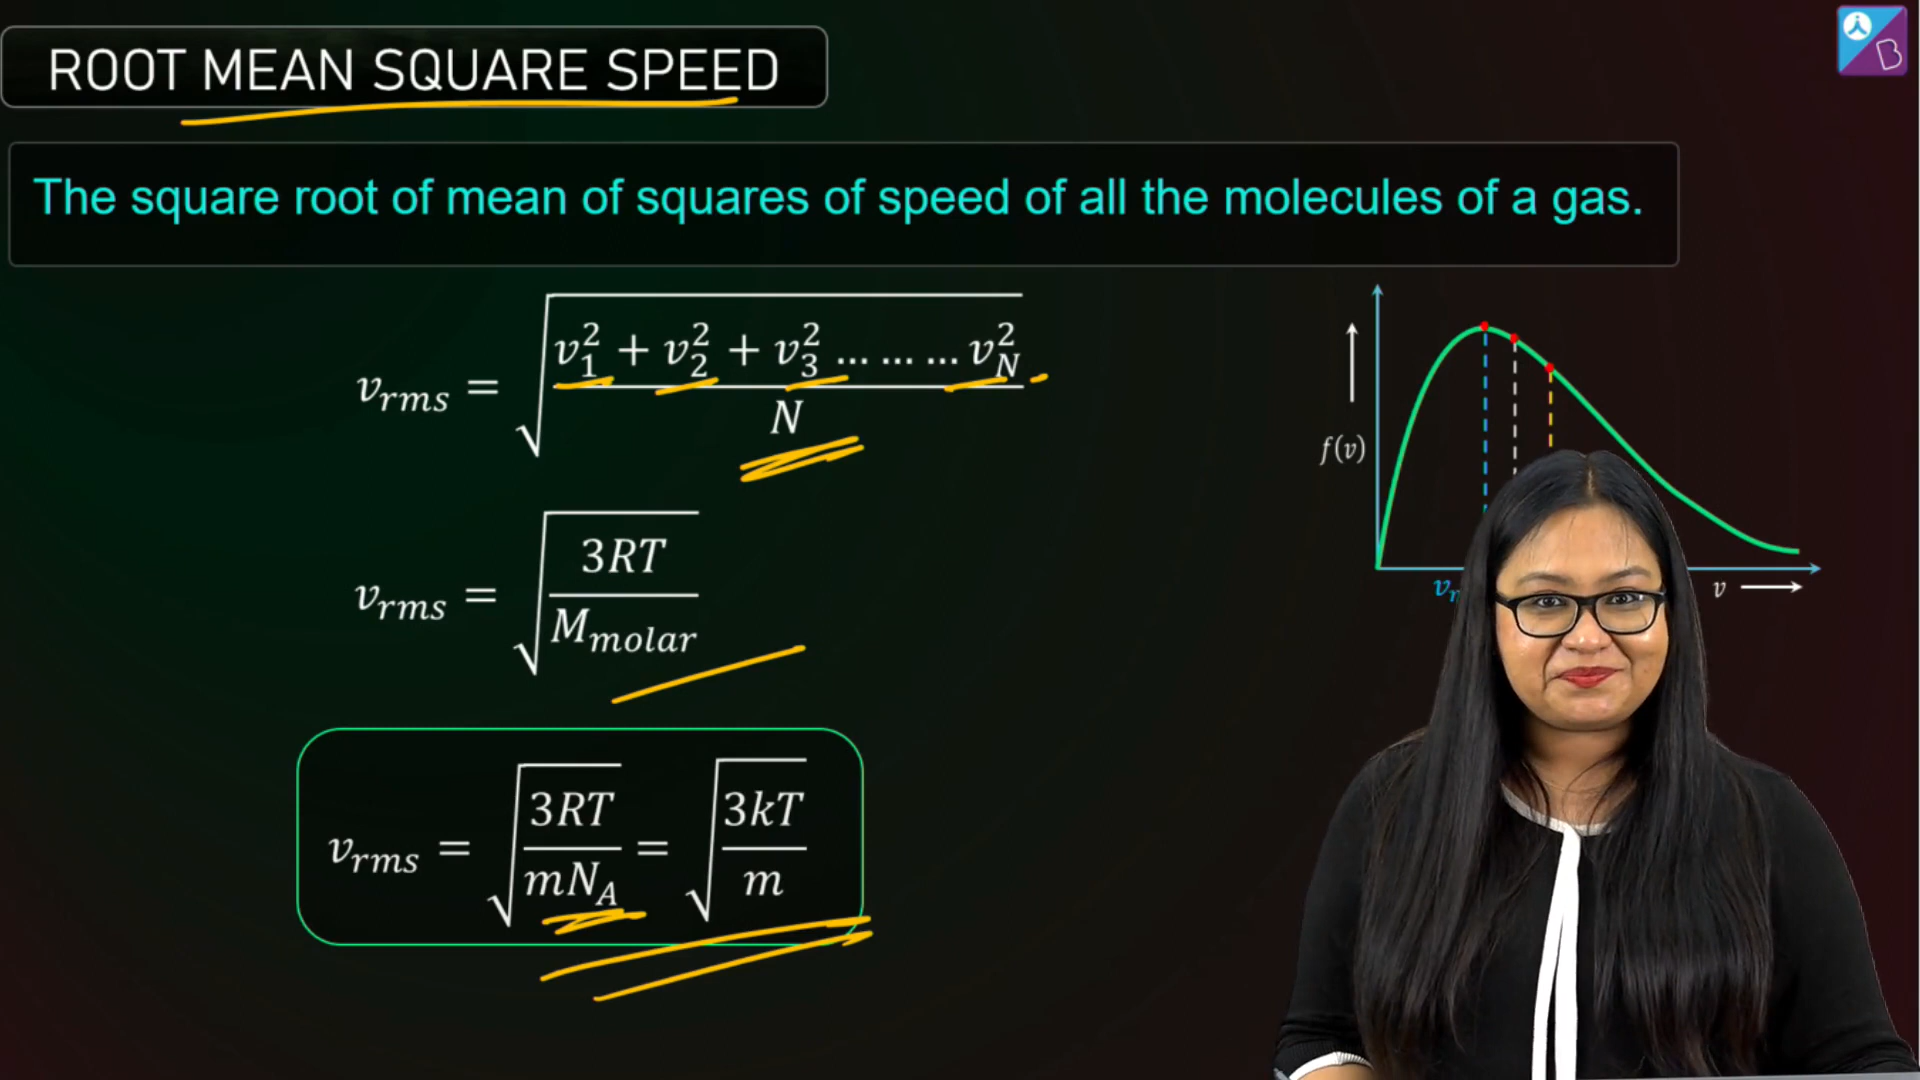 ROOT MEAN SQUARE SPEED
The square root of mean of squares of speed of all the molecules of a gas.
v_rms = √((v₁² + v₂² + v₃² ... ... ... v_N²) / N)
v_rms = √(3RT / M_molar)
v_rms = √(3RT / mN_A) = √(3kT / m)
f(v)
v
B